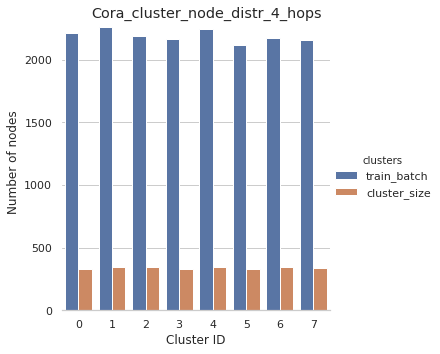 Cora_cluster_node_distr_4_hops
Number of nodes
2000
1500
1000
500
0
0 1 2 3 4 5 6 7
Cluster ID
clusters
train_batch
cluster_size